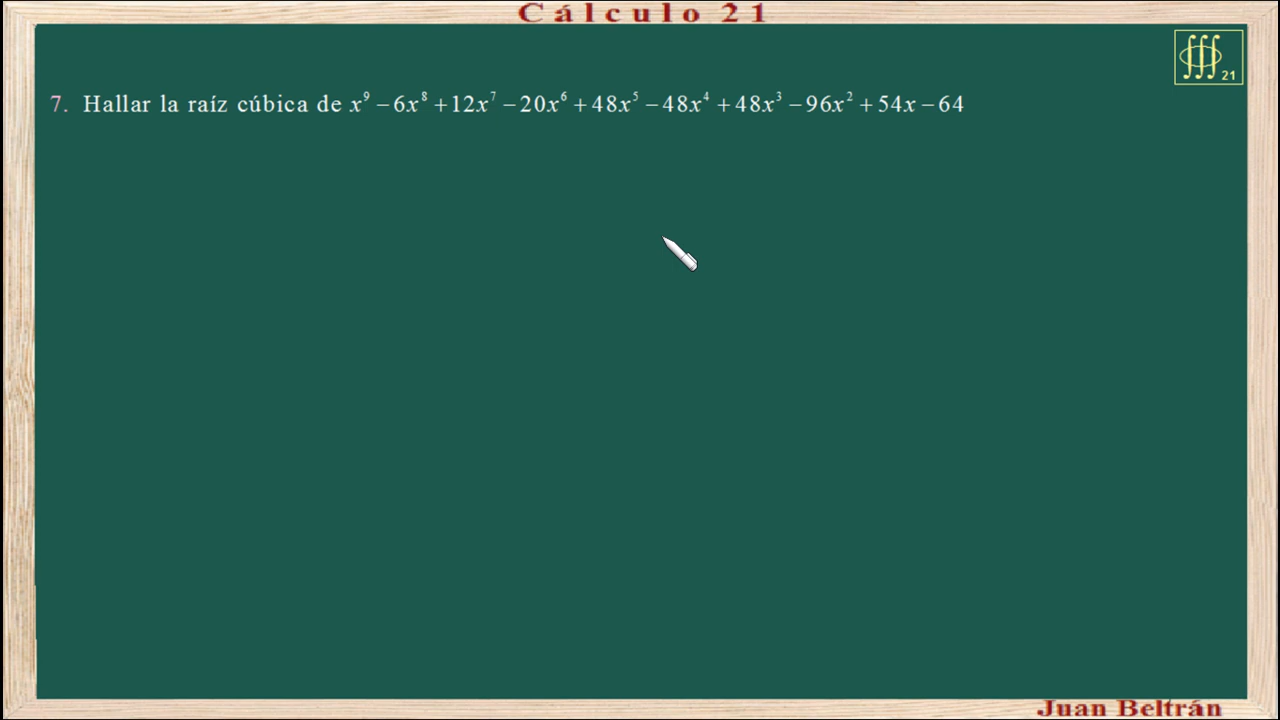 Cálculo 21
∯ 21
7. Hallar la raíz cúbica de x⁹ − 6x⁸ + 12x⁷ − 20x⁶ + 48x⁵ − 48x⁴ + 48x³ − 96x² + 54x − 64
Juan Beltrán